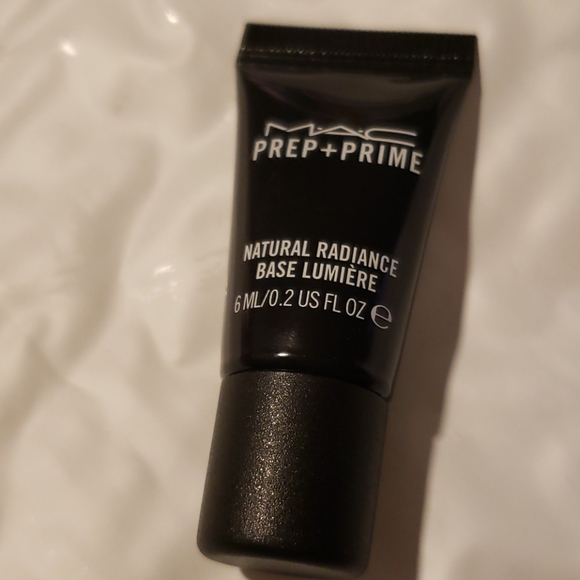 M·A·C
PREP+PRIME
NATURAL RADIANCE
BASE LUMIÈRE
6 ML/0.2 US FL OZ ℮